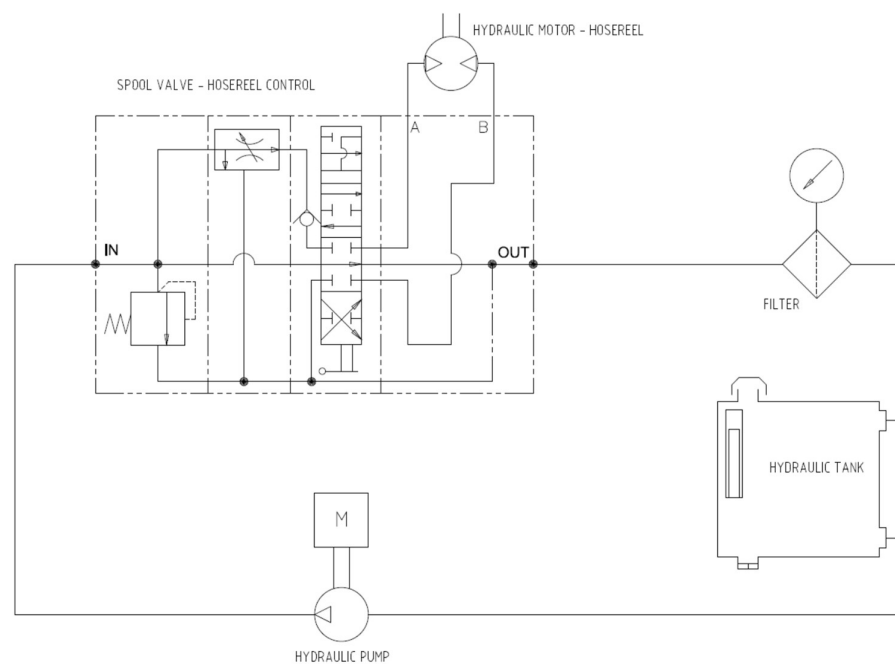 HYDRAULIC MOTOR - HOSEREEL
SPOOL VALVE - HOSEREEL CONTROL
A
B
IN
OUT
FILTER
HYDRAULIC TANK
M
HYDRAULIC PUMP